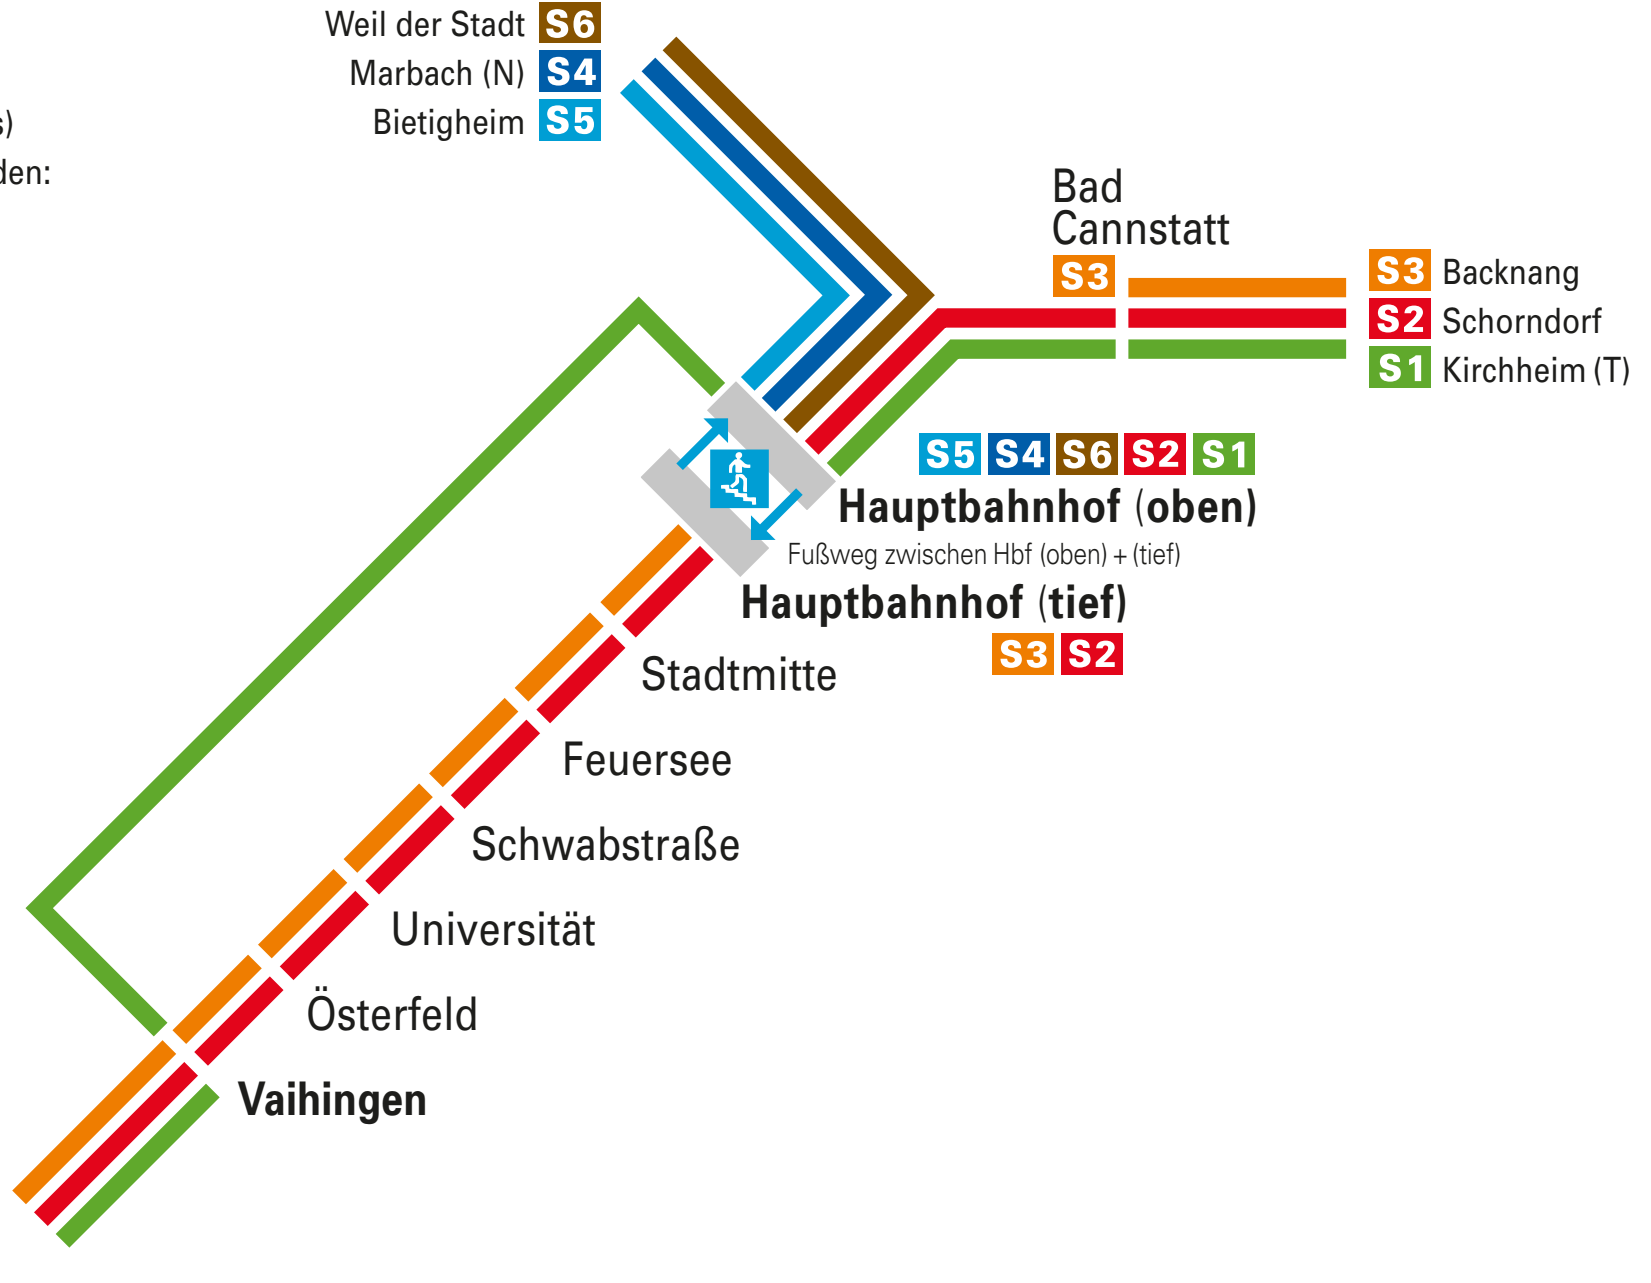 Weil der Stadt S6
Marbach (N) S4
Bietigheim S5
s)
den:
Bad
Cannstatt
S3
S3 Backnang
S2 Schorndorf
S1 Kirchheim (T)
S5 S4 S6 S2 S1
Hauptbahnhof (oben)
Fußweg zwischen Hbf (oben) + (tief)
Hauptbahnhof (tief)
S3 S2
Stadtmitte
Feuersee
Schwabstraße
Universität
Österfeld
Vaihingen